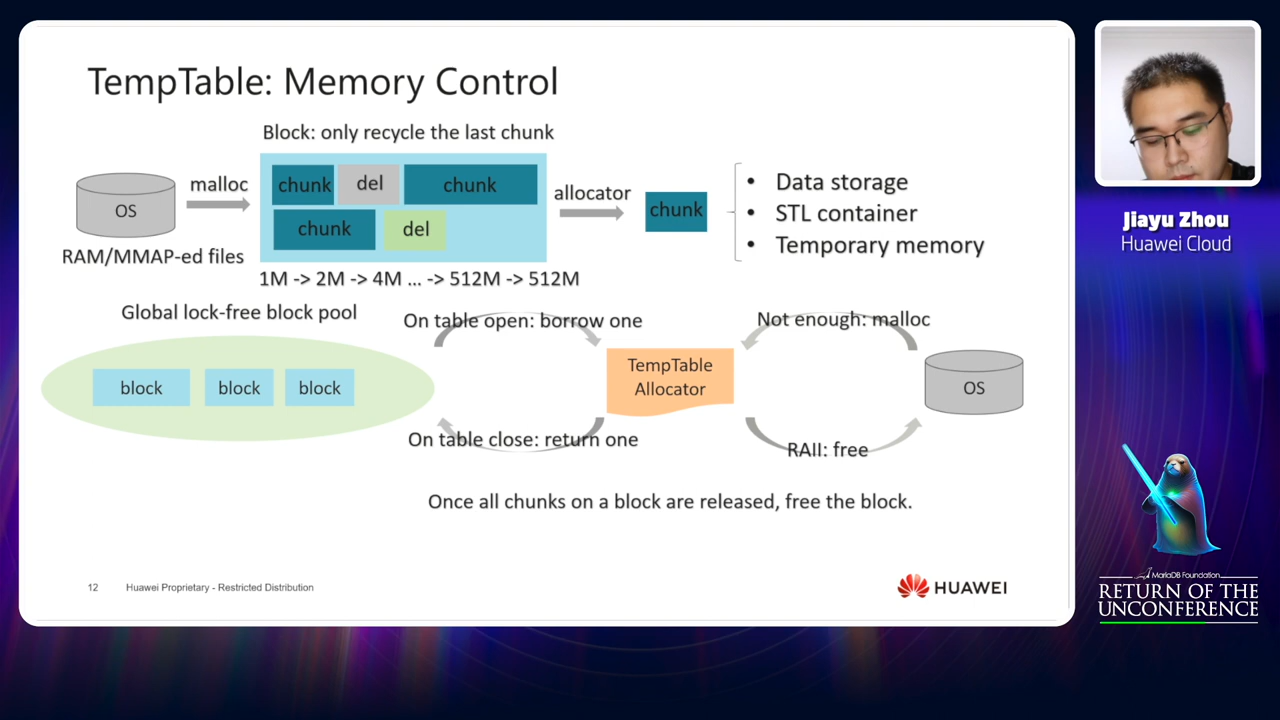 TempTable: Memory Control
Block: only recycle the last chunk
malloc
OS
RAM/MMAP-ed files
chunk
del
chunk
chunk
del
1M -> 2M -> 4M ... -> 512M -> 512M
allocator
chunk
• Data storage
• STL container
• Temporary memory
Global lock-free block pool
block
block
block
On table open: borrow one
On table close: return one
TempTable
Allocator
Not enough: malloc
OS
RAII: free
Once all chunks on a block are released, free the block.
12
Huawei Proprietary - Restricted Distribution
HUAWEI
Jiayu Zhou
Huawei Cloud
MariaDB Foundation
RETURN OF THE
UNCONFERENCE